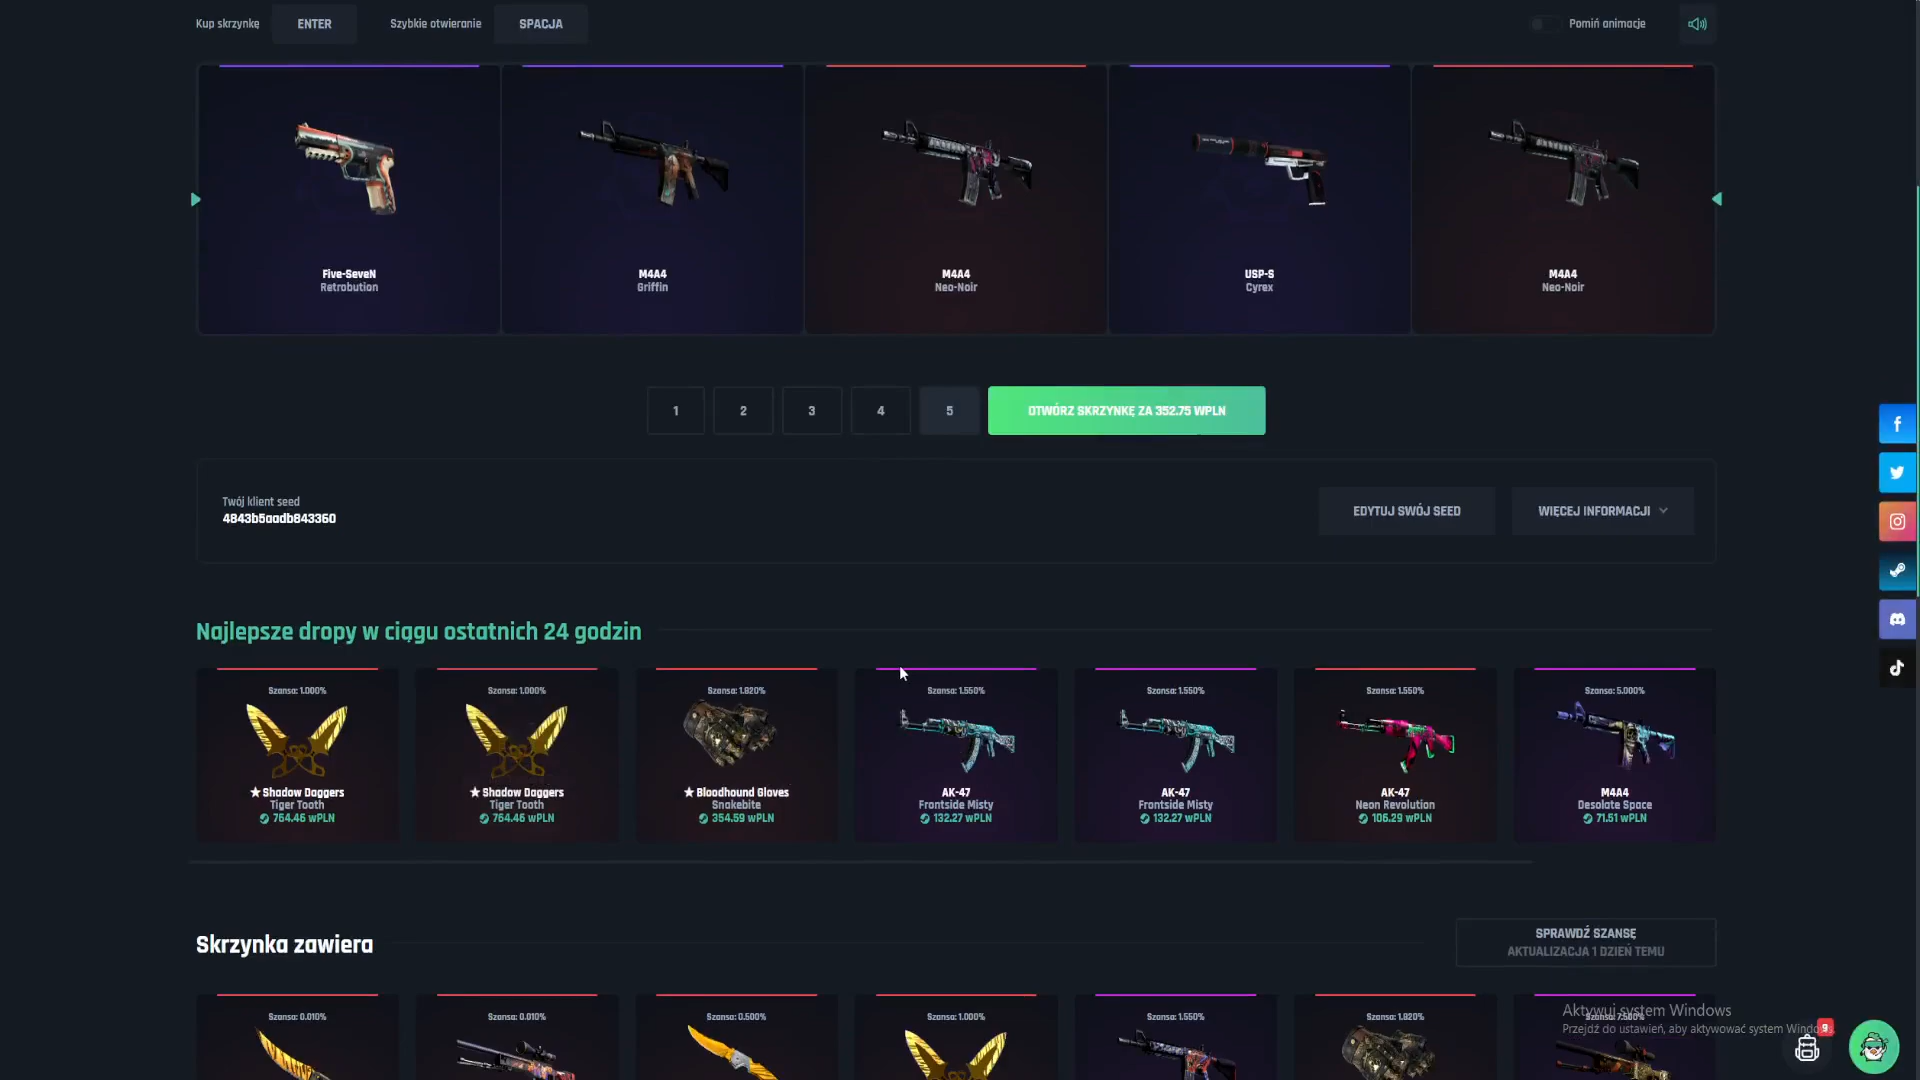 Kup skrzynkę ENTER Szybkie otwieranie SPACJA Pomiń animacje
Five-SeveN M4A4 M4A4 USP-S M4A4
Retrobution Griffin Neo-Noir Cyrex Neo-Noir
1 2 3 4 5 OTWÓRZ SKRZYNKĘ ZA 352.75 WPLN
Twój klient seed
4843b5aadb843360
EDYTUJ SWÓJ SEED WIĘCEJ INFORMACJI
Najlepsze dropy w ciągu ostatnich 24 godzin
Szansa: 1.000% Szansa: 1.000% Szansa: 1.820% Szansa: 1.550% Szansa: 1.550% Szansa: 1.550% Szansa: 5.000%
★ Shadow Daggers ★ Shadow Daggers ★ Bloodhound Gloves AK-47 AK-47 AK-47 M4A4
Tiger Tooth Tiger Tooth Snakebite Frontside Misty Frontside Misty Neon Revolution Desolate Space
764.46 wPLN 764.46 wPLN 354.59 wPLN 132.27 wPLN 132.27 wPLN 106.29 wPLN 71.51 wPLN
Skrzynka zawiera
SPRAWDŹ SZANSĘ
AKTUALIZACJA 1 DZIEŃ TEMU
Szansa: 0.010% Szansa: 0.010% Szansa: 0.500% Szansa: 1.000% Szansa: 1.550% Szansa: 1.820%
Aktywuj system Windows
Przejdź do ustawień, aby aktywować system
9